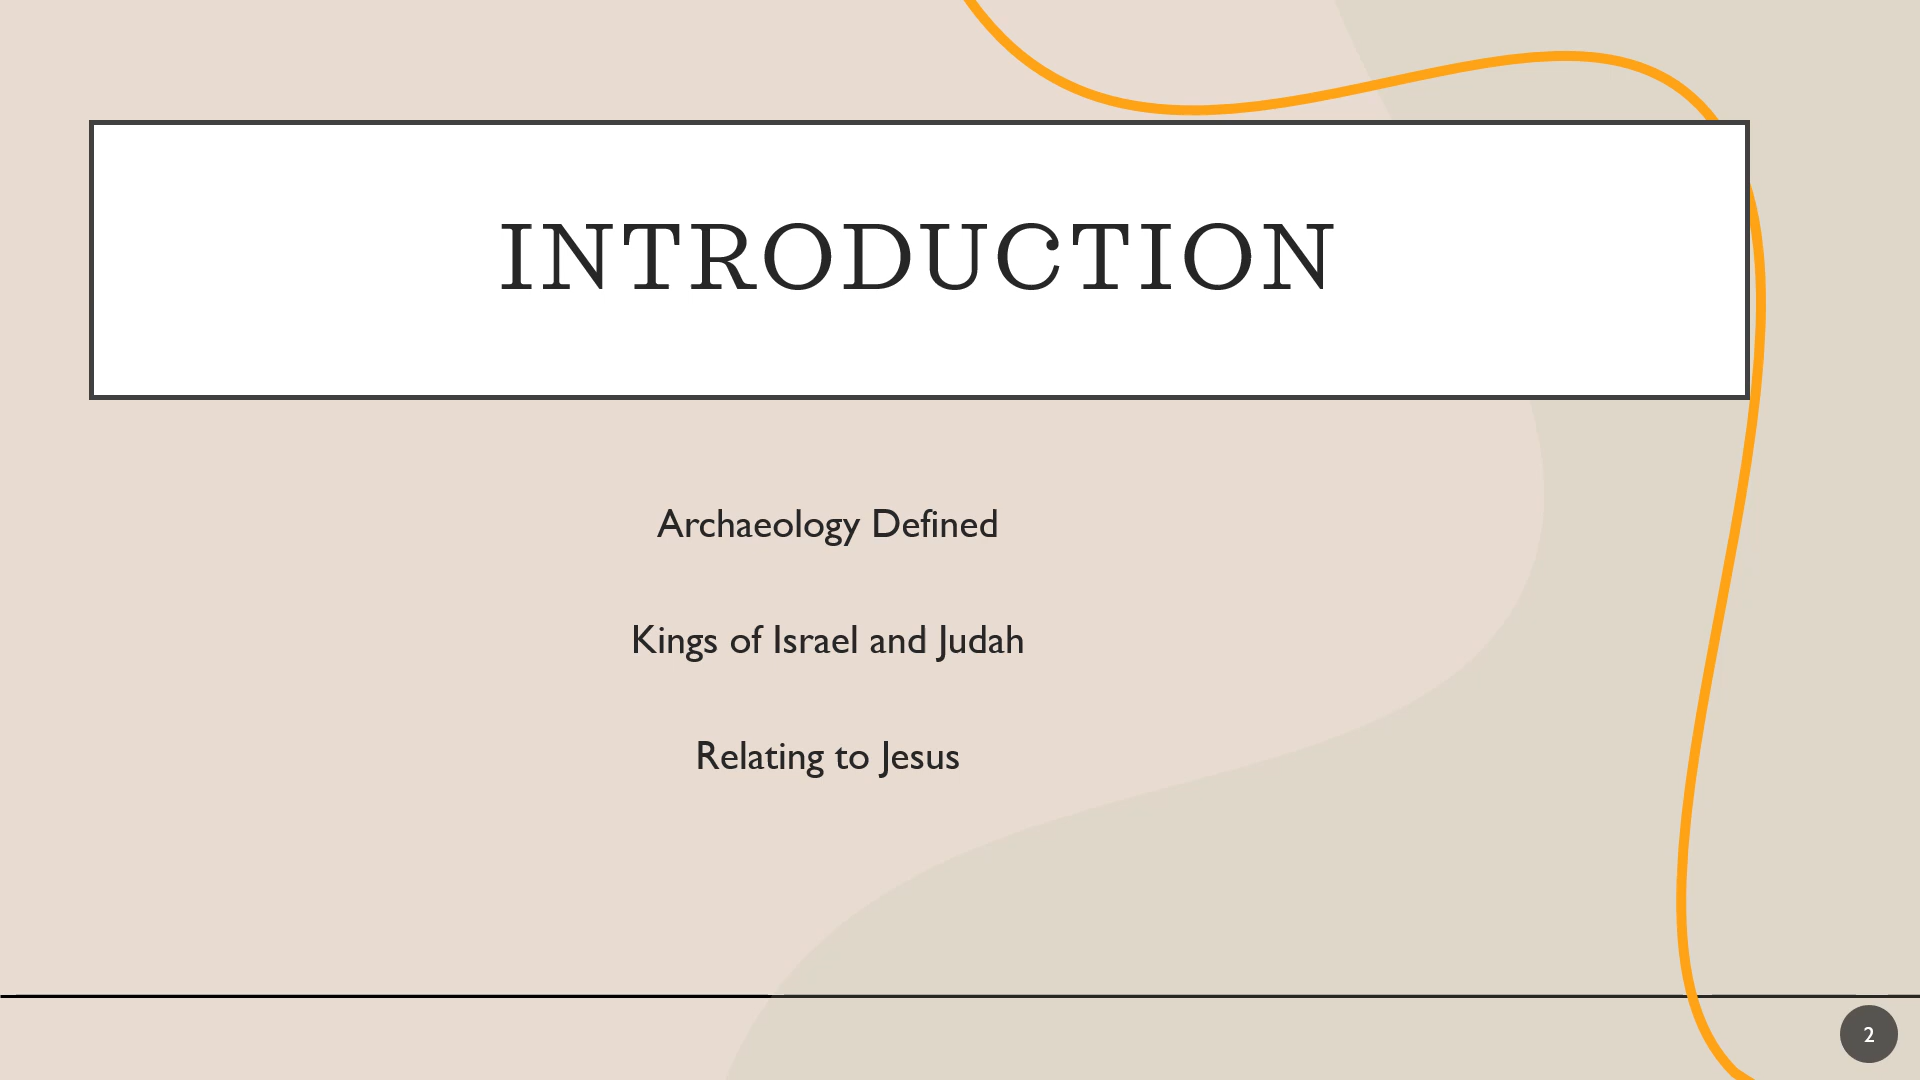 INTRODUCTION
Archaeology Defined
Kings of Israel and Judah
Relating to Jesus
2